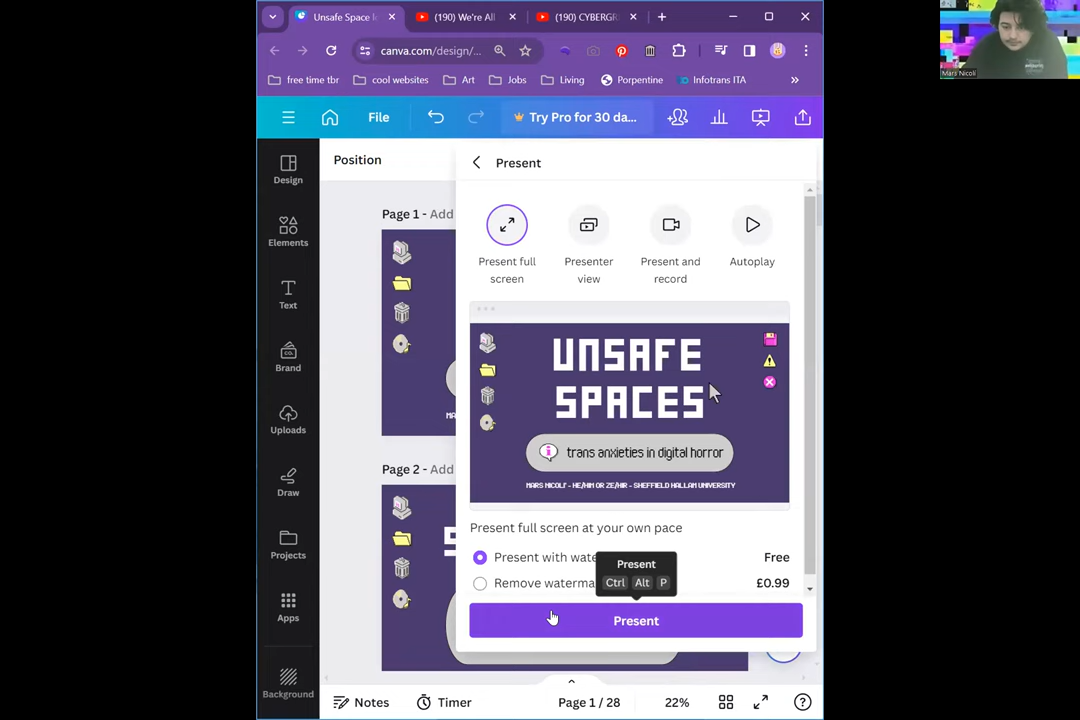 Unsafe Space
(190) We're All
(190) CYBERGR
canva.com/design/...
free time tbr
cool websites
Art
Jobs
Living
Porpentine
Infotrans ITA
»
File
Try Pro for 30 da...
Design
Elements
Text
Brand
Uploads
Draw
Projects
Apps
Background
Position
Page 1 - Add
Page 2 - Add
Present
Present full screen
Presenter view
Present and record
Autoplay
UNSAFE
SPACES
trans anxieties in digital horror
MARS NICOLI' - HE/HIM OR ZE/HIR - SHEFFIELD HALLAM UNIVERSITY
Present full screen at your own pace
Present with wate
Free
Remove waterma
£0.99
Present
Ctrl Alt P
Present
Notes
Timer
Page 1 / 28
22%
Mars Nicoli